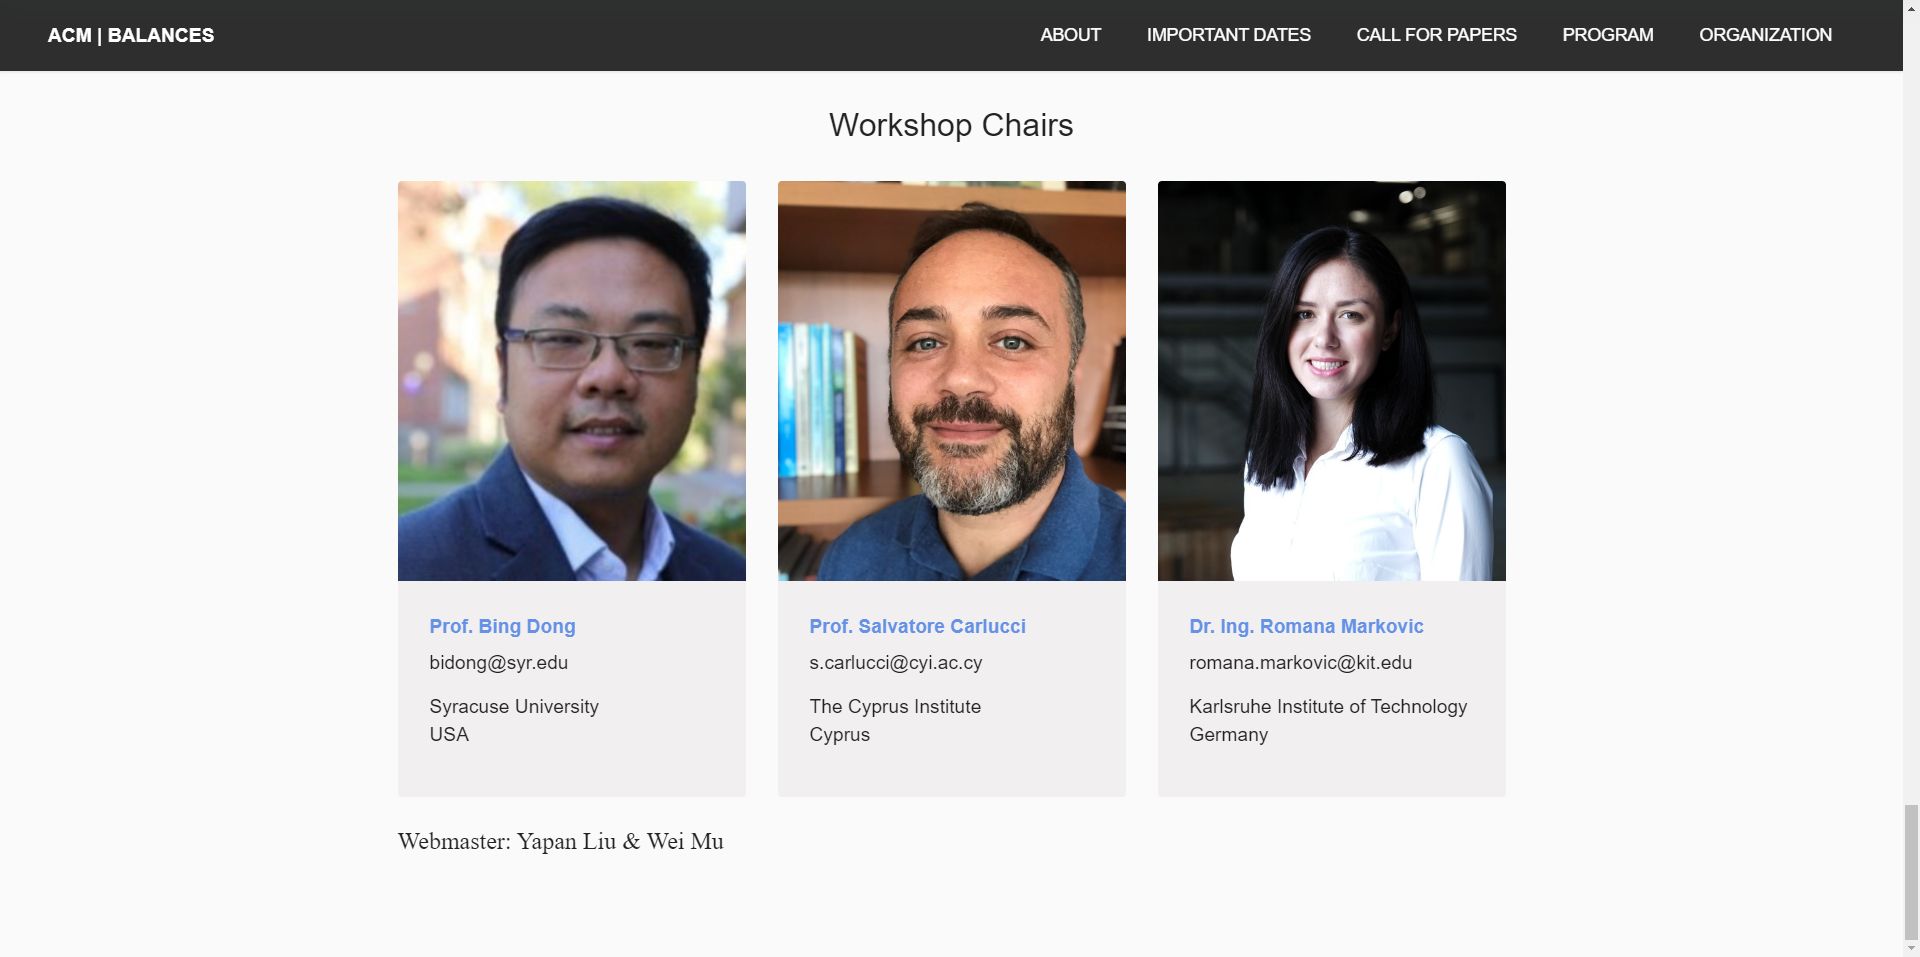 ACM | BALANCES
ABOUT
IMPORTANT DATES
CALL FOR PAPERS
PROGRAM
ORGANIZATION
Workshop Chairs
Prof. Bing Dong
bidong@syr.edu
Syracuse University
USA
Prof. Salvatore Carlucci
s.carlucci@cyi.ac.cy
The Cyprus Institute
Cyprus
Dr. Ing. Romana Markovic
romana.markovic@kit.edu
Karlsruhe Institute of Technology
Germany
Webmaster: Yapan Liu & Wei Mu